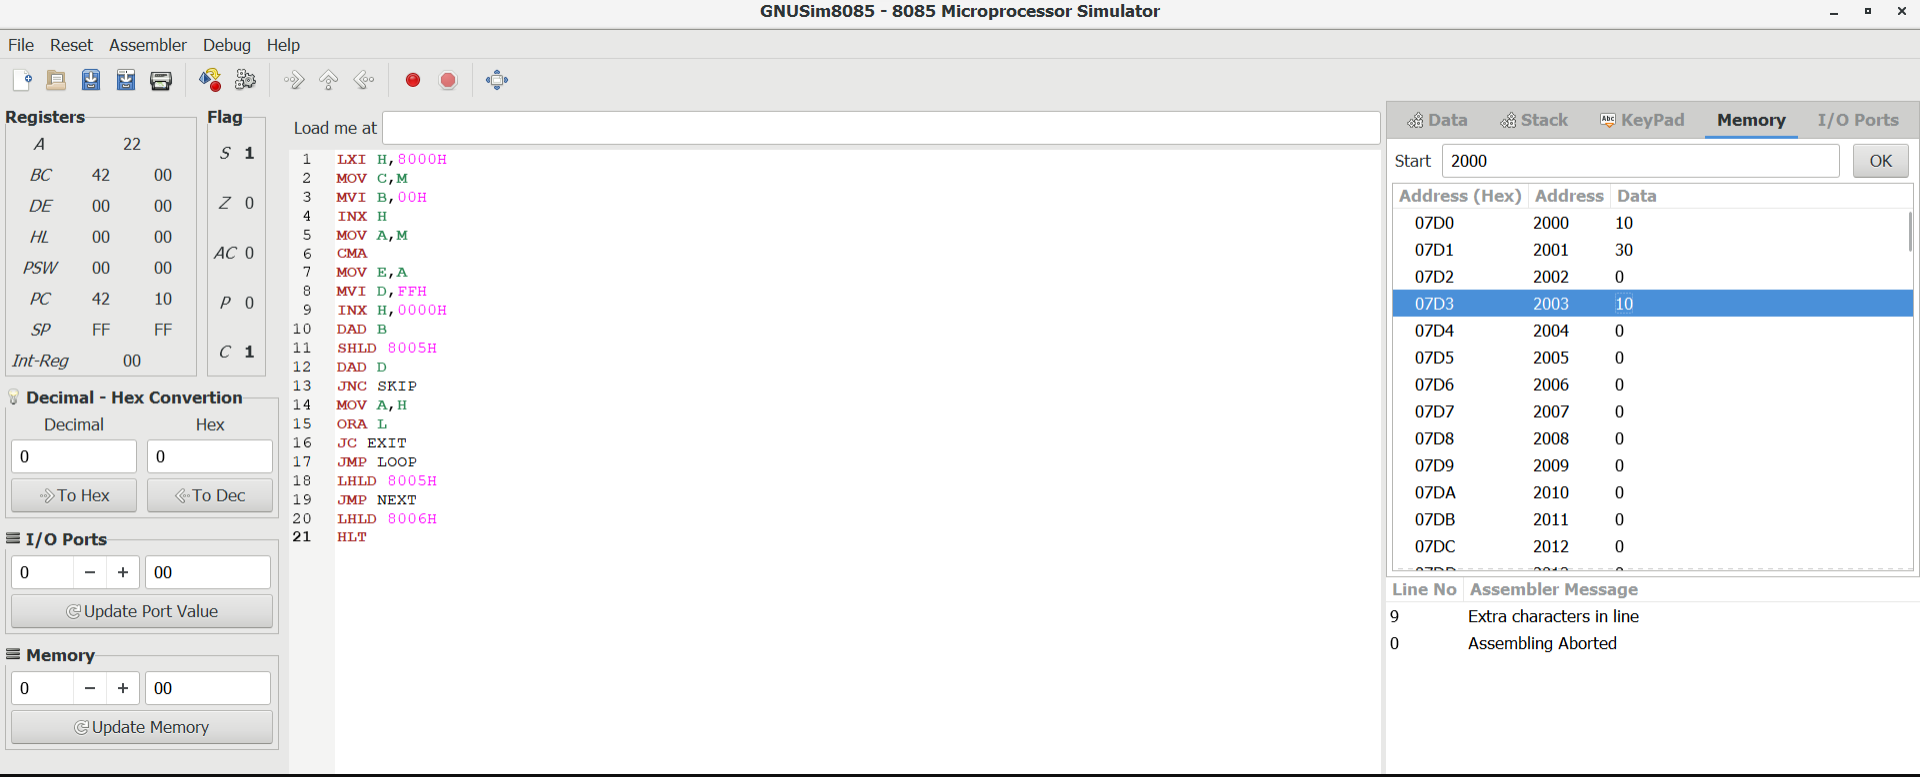 GNUSim8085 - 8085 Microprocessor Simulator
File Reset Assembler Debug Help
Registers
A 22
BC 42 00
DE 00 00
HL 00 00
PSW 00 00
PC 42 10
SP FF FF
Int-Reg 00
Flag
S 1
Z 0
AC 0
P 0
C 1
Decimal - Hex Convertion
Decimal Hex
0 0
To Hex To Dec
I/O Ports
0 − + 00
Update Port Value
Memory
0 − + 00
Update Memory
Load me at
1 LXI H,8000H
2 MOV C,M
3 MVI B,00H
4 INX H
5 MOV A,M
6 CMA
7 MOV E,A
8 MVI D,FFH
9 INX H,0000H
10 DAD B
11 SHLD 8005H
12 DAD D
13 JNC SKIP
14 MOV A,H
15 ORA L
16 JC EXIT
17 JMP LOOP
18 LHLD 8005H
19 JMP NEXT
20 LHLD 8006H
21 HLT
Data Stack Abc KeyPad Memory I/O Ports
Start 2000 OK
Address (Hex) Address Data
07D0 2000 10
07D1 2001 30
07D2 2002 0
07D3 2003 10
07D4 2004 0
07D5 2005 0
07D6 2006 0
07D7 2007 0
07D8 2008 0
07D9 2009 0
07DA 2010 0
07DB 2011 0
07DC 2012 0
Line No Assembler Message
9 Extra characters in line
0 Assembling Aborted